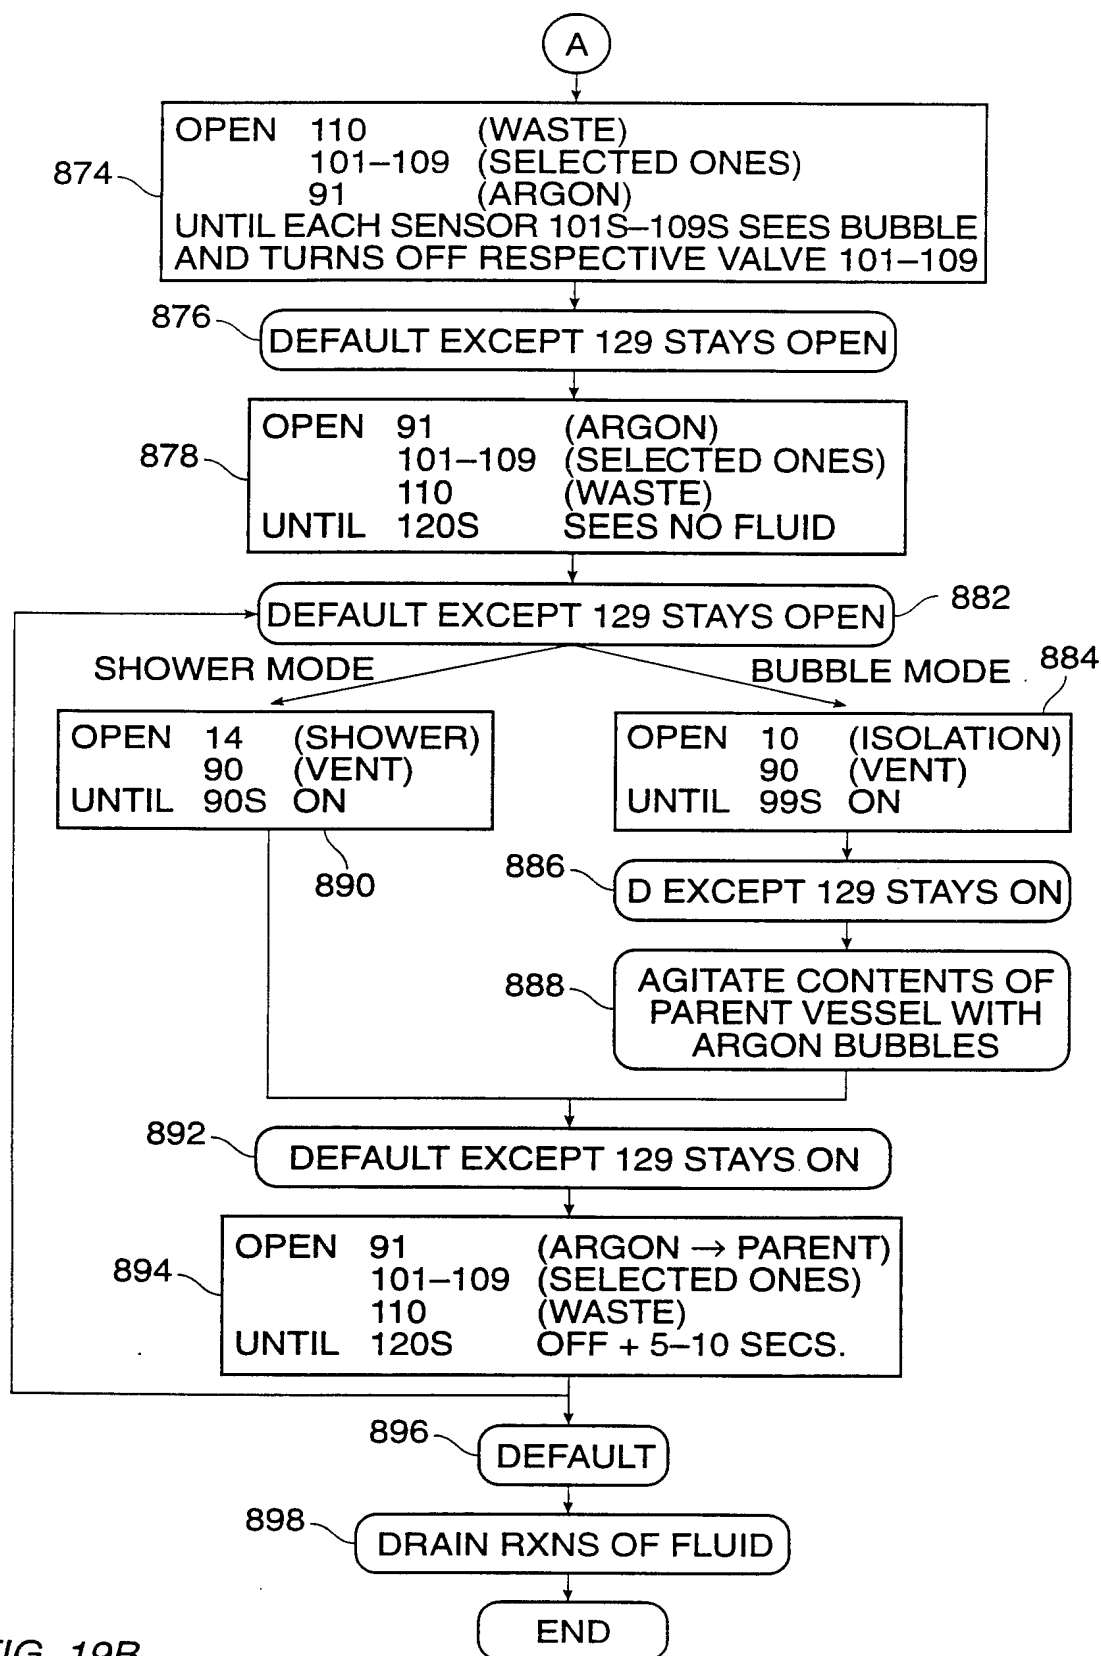 A
874
OPEN 110 (WASTE)
101–109 (SELECTED ONES)
91 (ARGON)
UNTIL EACH SENSOR 101S–109S SEES BUBBLE
AND TURNS OFF RESPECTIVE VALVE 101–109
876
DEFAULT EXCEPT 129 STAYS OPEN
878
OPEN 91 (ARGON)
101–109 (SELECTED ONES)
110 (WASTE)
UNTIL 120S SEES NO FLUID
DEFAULT EXCEPT 129 STAYS OPEN
882
SHOWER MODE
BUBBLE MODE
884
OPEN 14 (SHOWER)
90 (VENT)
UNTIL 90S ON
890
OPEN 10 (ISOLATION)
90 (VENT)
UNTIL 99S ON
886
D EXCEPT 129 STAYS ON
888
AGITATE CONTENTS OF
PARENT VESSEL WITH
ARGON BUBBLES
892
DEFAULT EXCEPT 129 STAYS ON
894
OPEN 91 (ARGON → PARENT)
101–109 (SELECTED ONES)
110 (WASTE)
UNTIL 120S OFF + 5–10 SECS.
896
DEFAULT
898
DRAIN RXNS OF FLUID
END